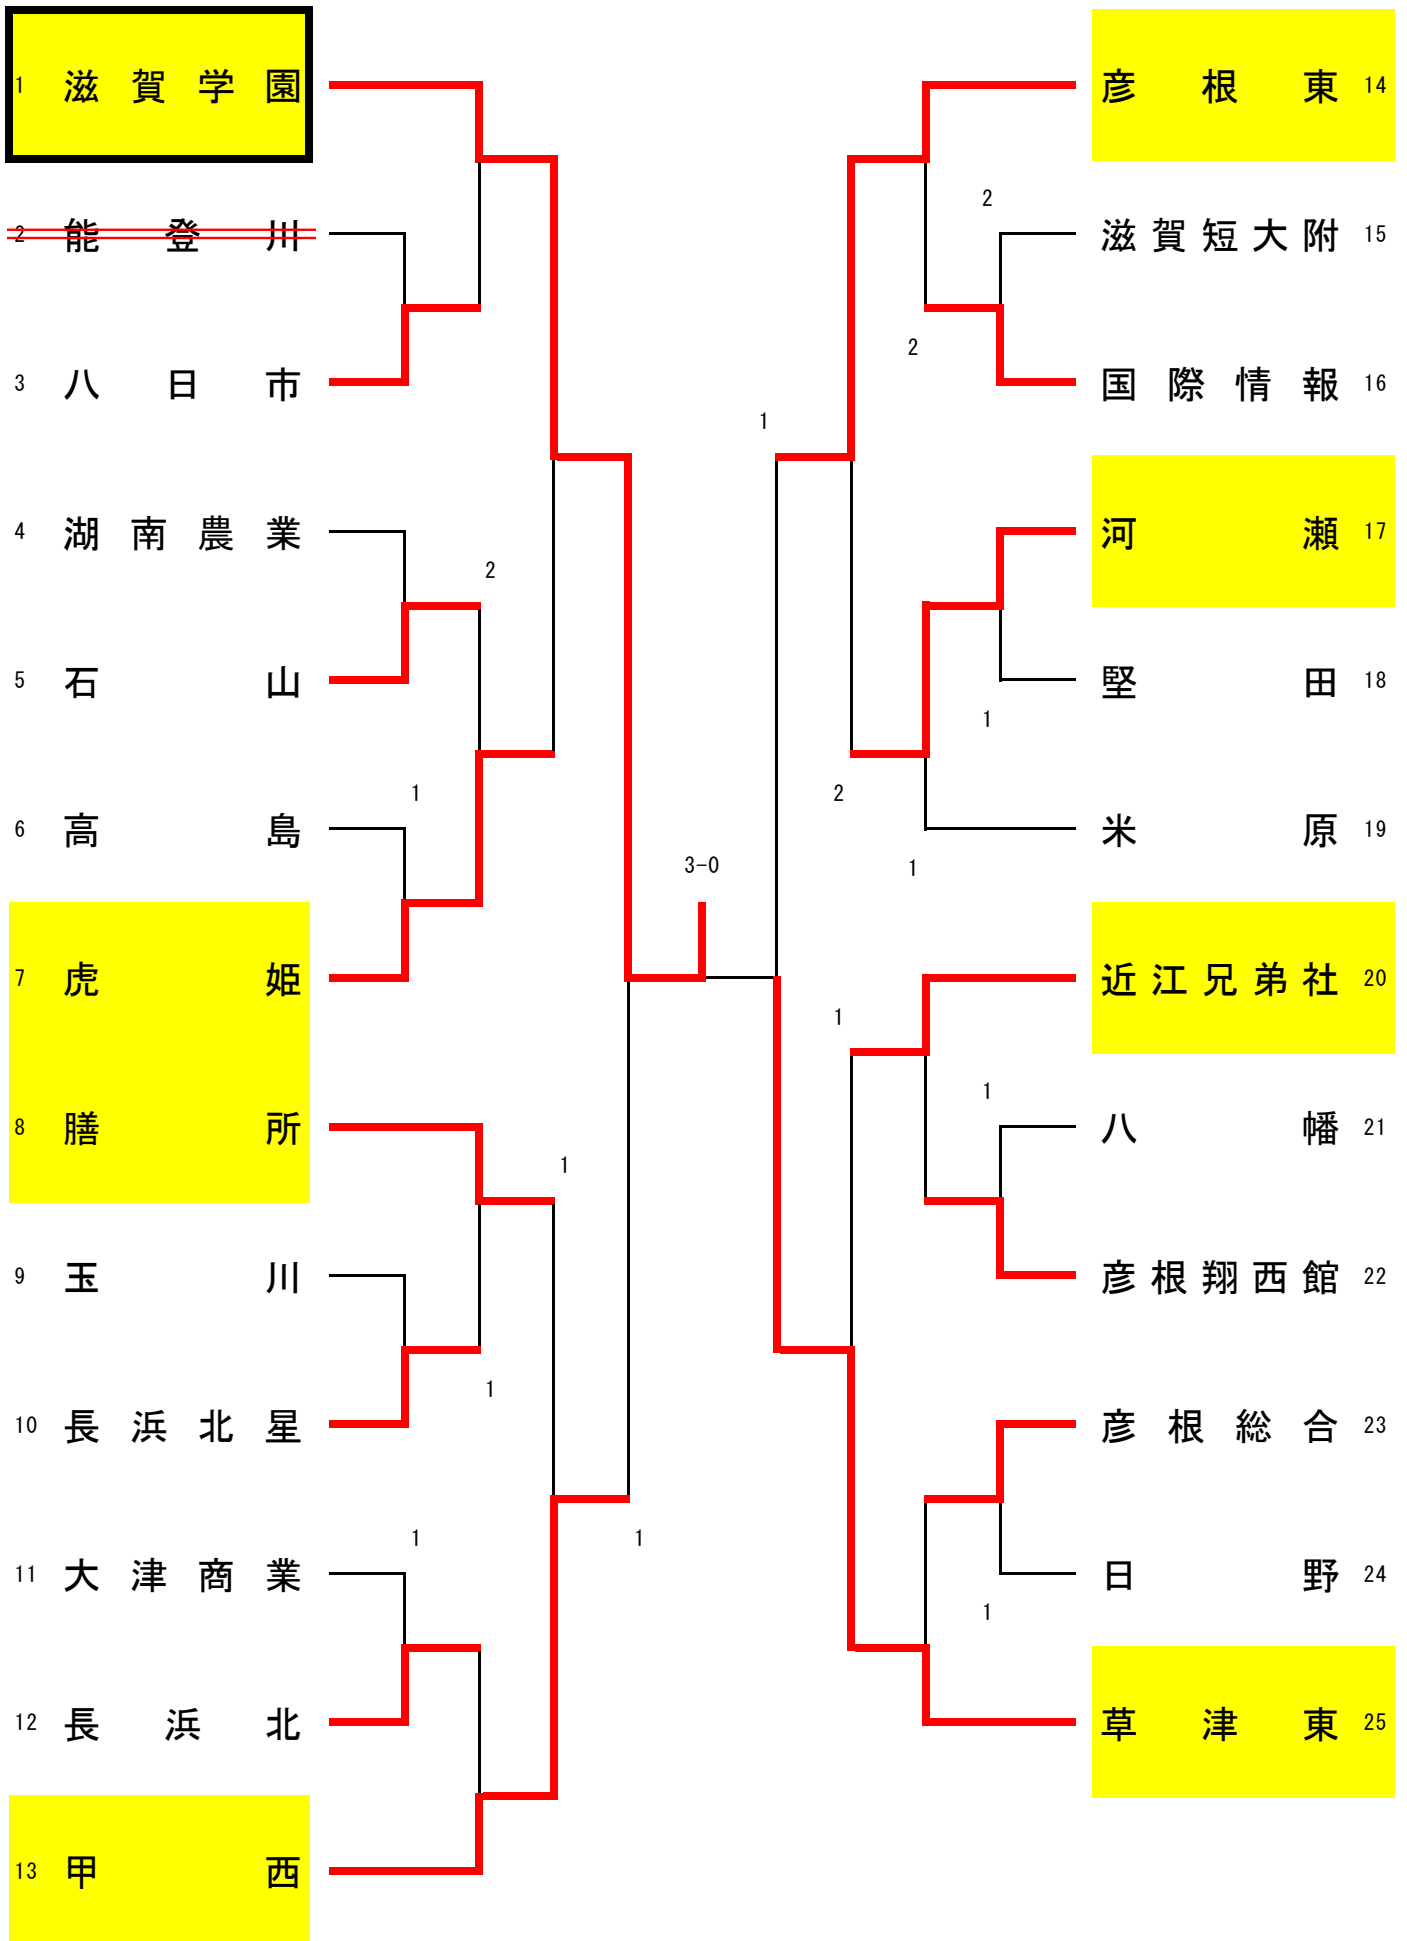 1 滋賀学園
2 能登川
3 八日市
4 湖南農業
2
5 石山
1
6 高島
7 虎姫
8 膳所
1
9 玉川
1
10 長浜北星
1
1
11 大津商業
12 長浜北
13 甲西
3-0
彦根東 14
2
滋賀短大附 15
2
国際情報 16
1
河瀬 17
堅田 18
1
2
米原 19
1
近江兄弟社 20
1
1
八幡 21
彦根翔西館 22
彦根総合 23
日野 24
1
草津東 25